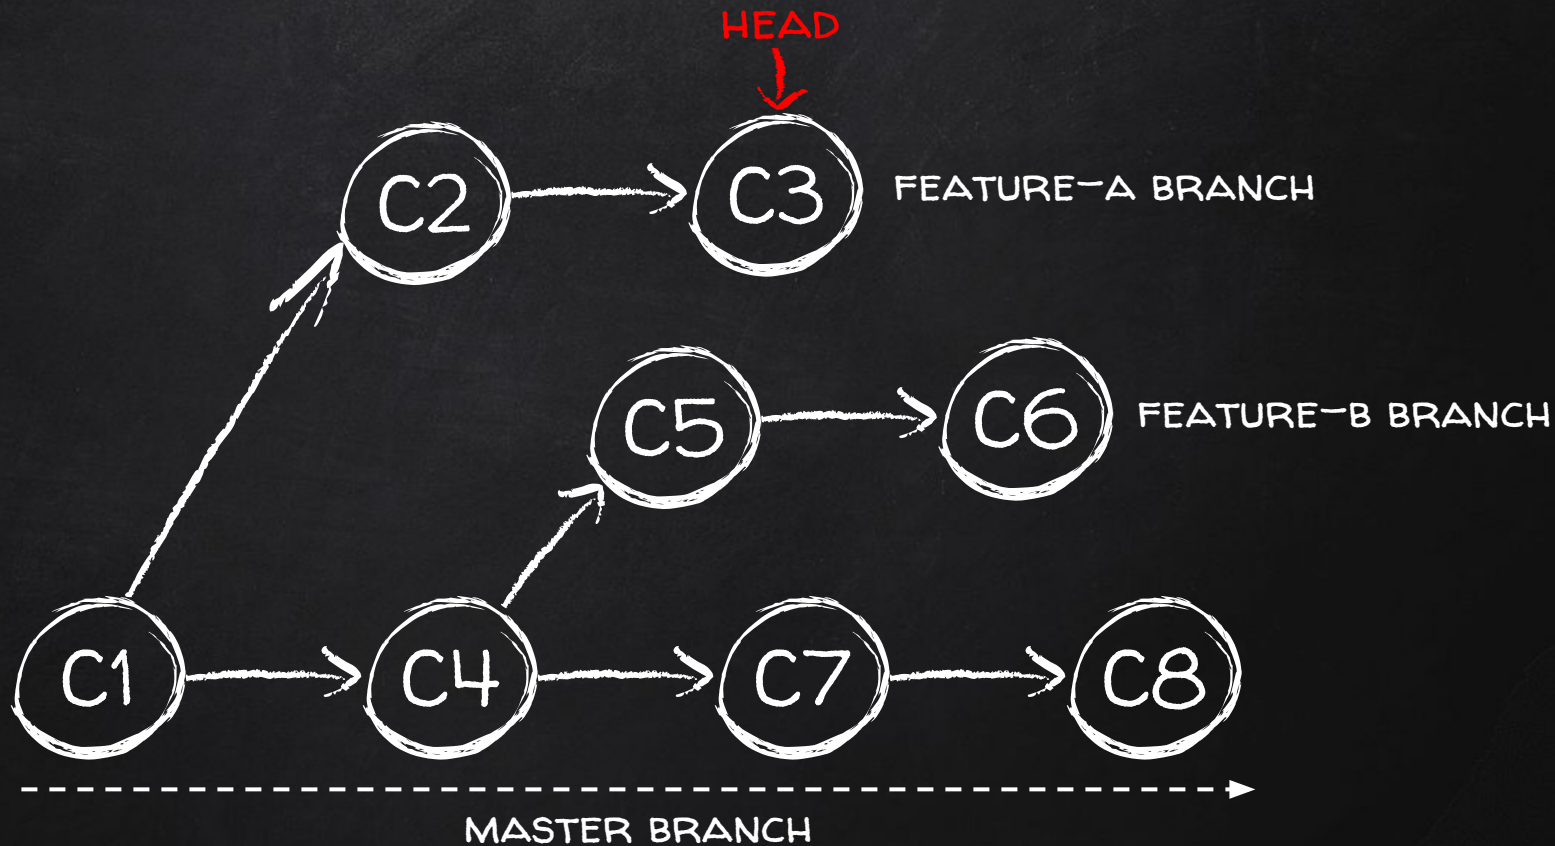 HEAD
C2
C3
FEATURE-A BRANCH
C5
C6
FEATURE-B BRANCH
C1
C4
C7
C8
MASTER BRANCH